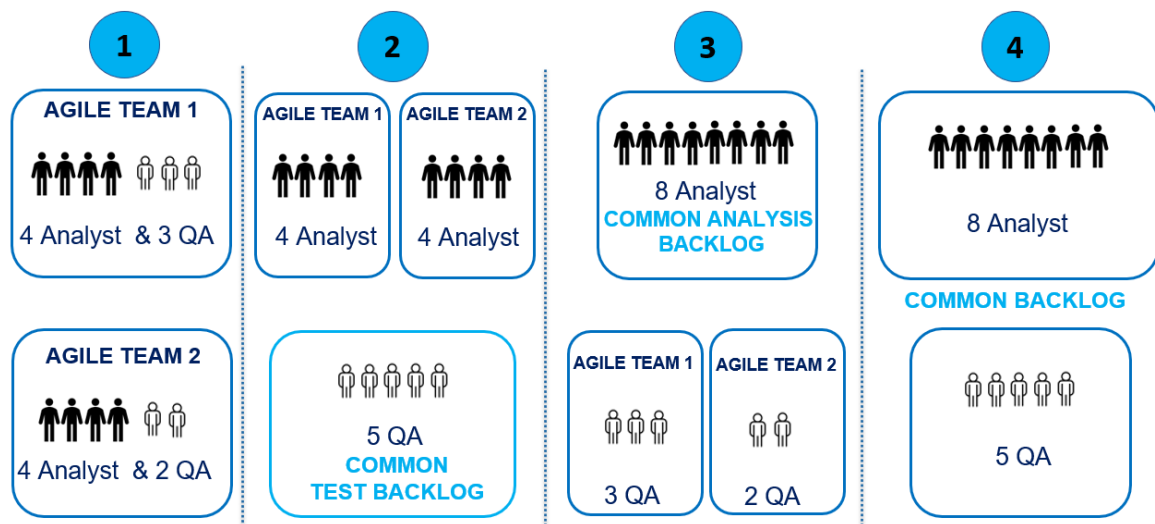 1
AGILE TEAM 1
4 Analyst & 3 QA
AGILE TEAM 2
4 Analyst & 2 QA
2
AGILE TEAM 1
4 Analyst
AGILE TEAM 2
4 Analyst
5 QA
COMMON
TEST BACKLOG
3
8 Analyst
COMMON ANALYSIS
BACKLOG
AGILE TEAM 1
3 QA
AGILE TEAM 2
2 QA
4
8 Analyst
COMMON BACKLOG
5 QA